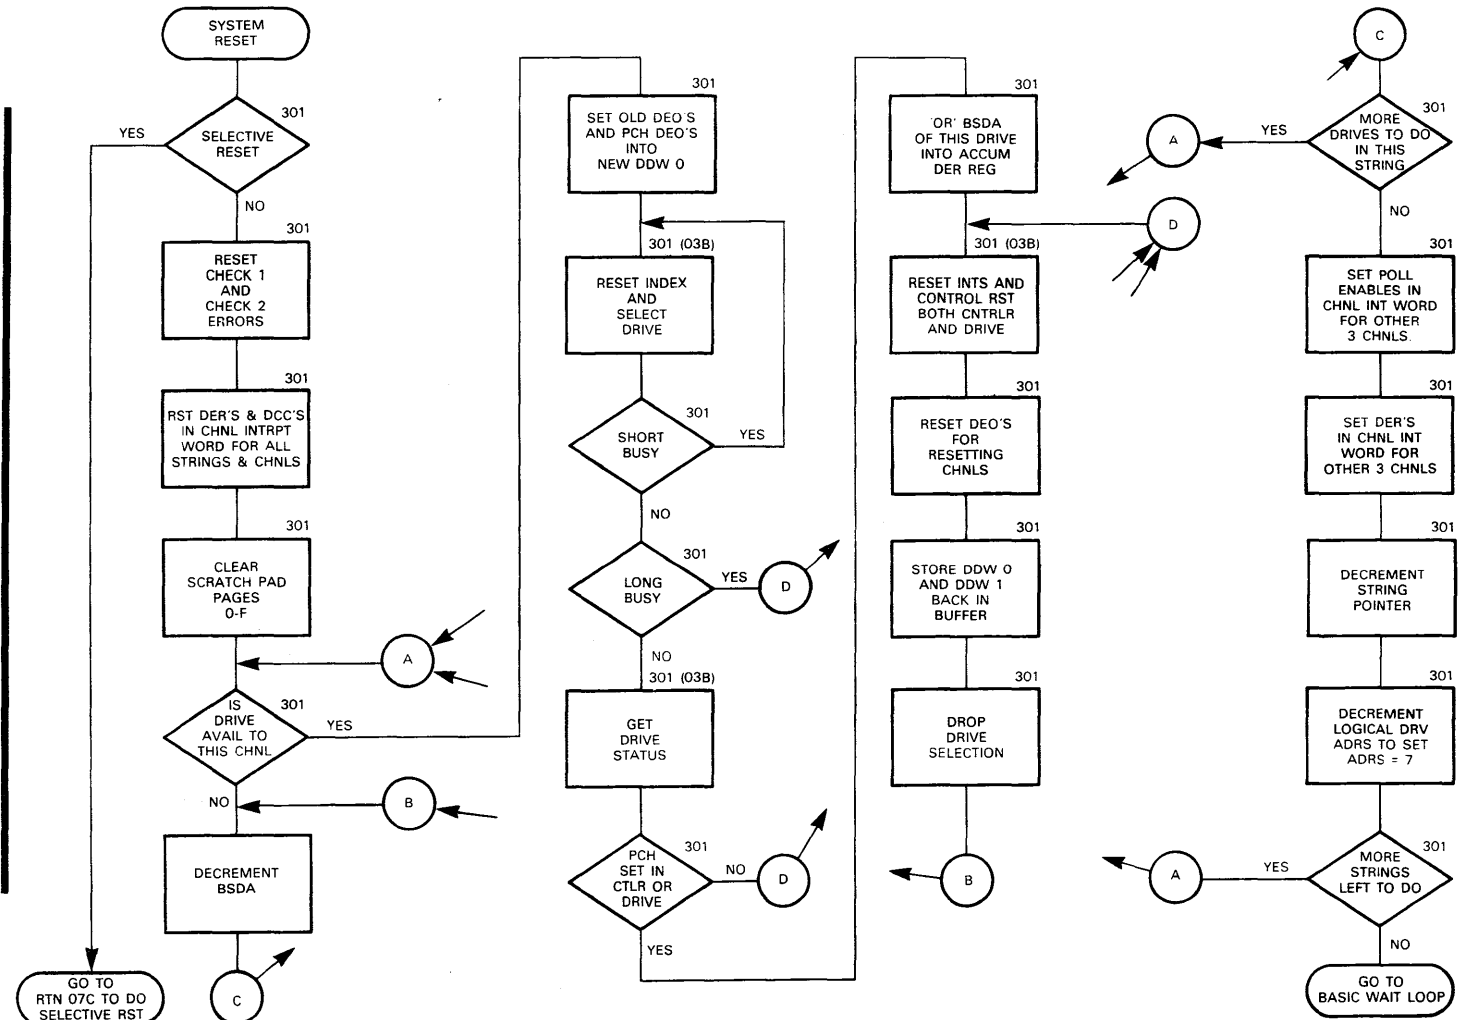 SYSTEM
RESET
301
SELECTIVE
RESET
YES
NO
301
RESET
CHECK 1
AND
CHECK 2
ERRORS
301
RST DER'S & DCC'S
IN CHNL INTRPT
WORD FOR ALL
STRINGS & CHNLS
301
CLEAR
SCRATCH PAD
PAGES
0-F
A
301
IS
DRIVE
AVAIL TO
THIS CHNL
YES
NO
B
DECREMENT
BSDA
C
GO TO
RTN 07C TO DO
SELECTIVE RST
301
SET OLD DEO'S
AND PCH DEO'S
INTO
NEW DDW 0
301 (03B)
RESET INDEX
AND
SELECT
DRIVE
301
SHORT
BUSY
YES
NO
301
LONG
BUSY
YES
D
NO
301 (03B)
GET
DRIVE
STATUS
301
PCH
SET IN
CTLR OR
DRIVE
NO
D
YES
301
'OR' BSDA
OF THIS DRIVE
INTO ACCUM
DER REG
D
301 (03B)
RESET INTS AND
CONTROL RST
BOTH CNTRLR
AND DRIVE
301
RESET DEO'S
FOR
RESETTING
CHNLS
301
STORE DDW 0
AND DDW 1
BACK IN
BUFFER
301
DROP
DRIVE
SELECTION
B
C
301
MORE
DRIVES TO DO
IN THIS
STRING
YES
A
NO
301
SET POLL
ENABLES IN
CHNL INT WORD
FOR OTHER
3 CHNLS.
301
SET DER'S
IN CHNL INT
WORD FOR
OTHER 3 CHNLS
301
DECREMENT
STRING
POINTER
301
DECREMENT
LOGICAL DRV
ADRS TO SET
ADRS = 7
301
MORE
STRINGS
LEFT TO DO
YES
A
NO
GO TO
BASIC WAIT LOOP